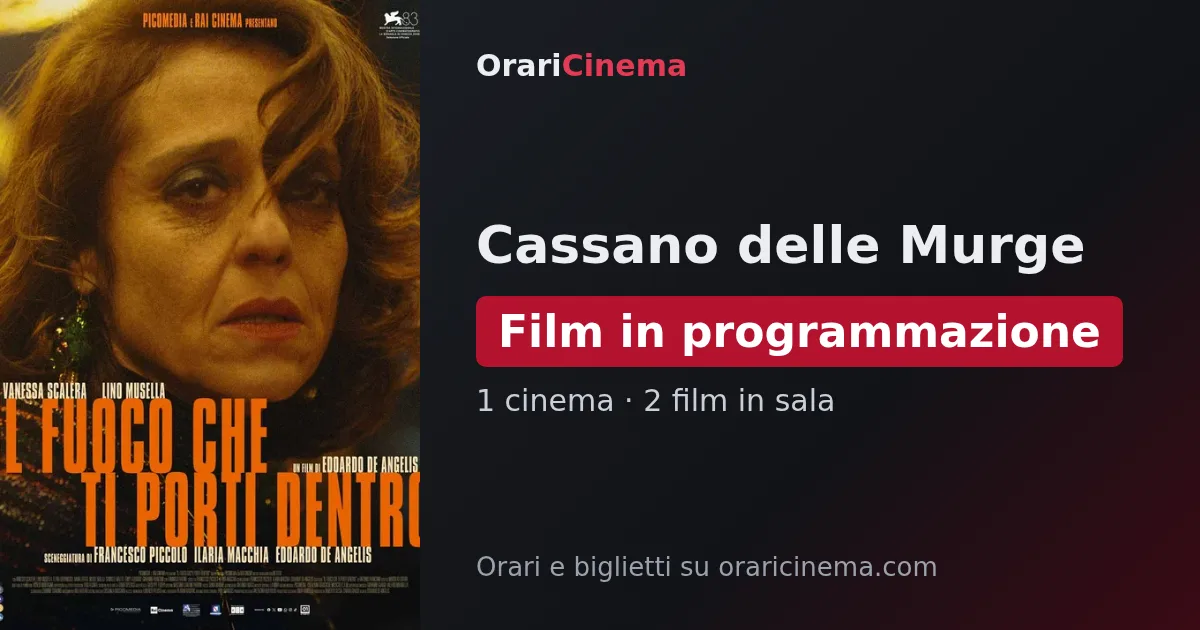 PICOMEDIA E RAI CINEMA PRESENTANO
83
VANESSA SCALERA LINO MUSELLA
L FUOCO CHE
UN FILM DI EDOARDO DE ANGELIS
TI PORTI DENTRO
SCENEGGIATURA DI FRANCESCO PICCOLO ILARIA MACCHIA EDOARDO DE ANGELIS
OrariCinema
Cassano delle Murge
Film in programmazione
1 cinema · 2 film in sala
Orari e biglietti su oraricinema.com